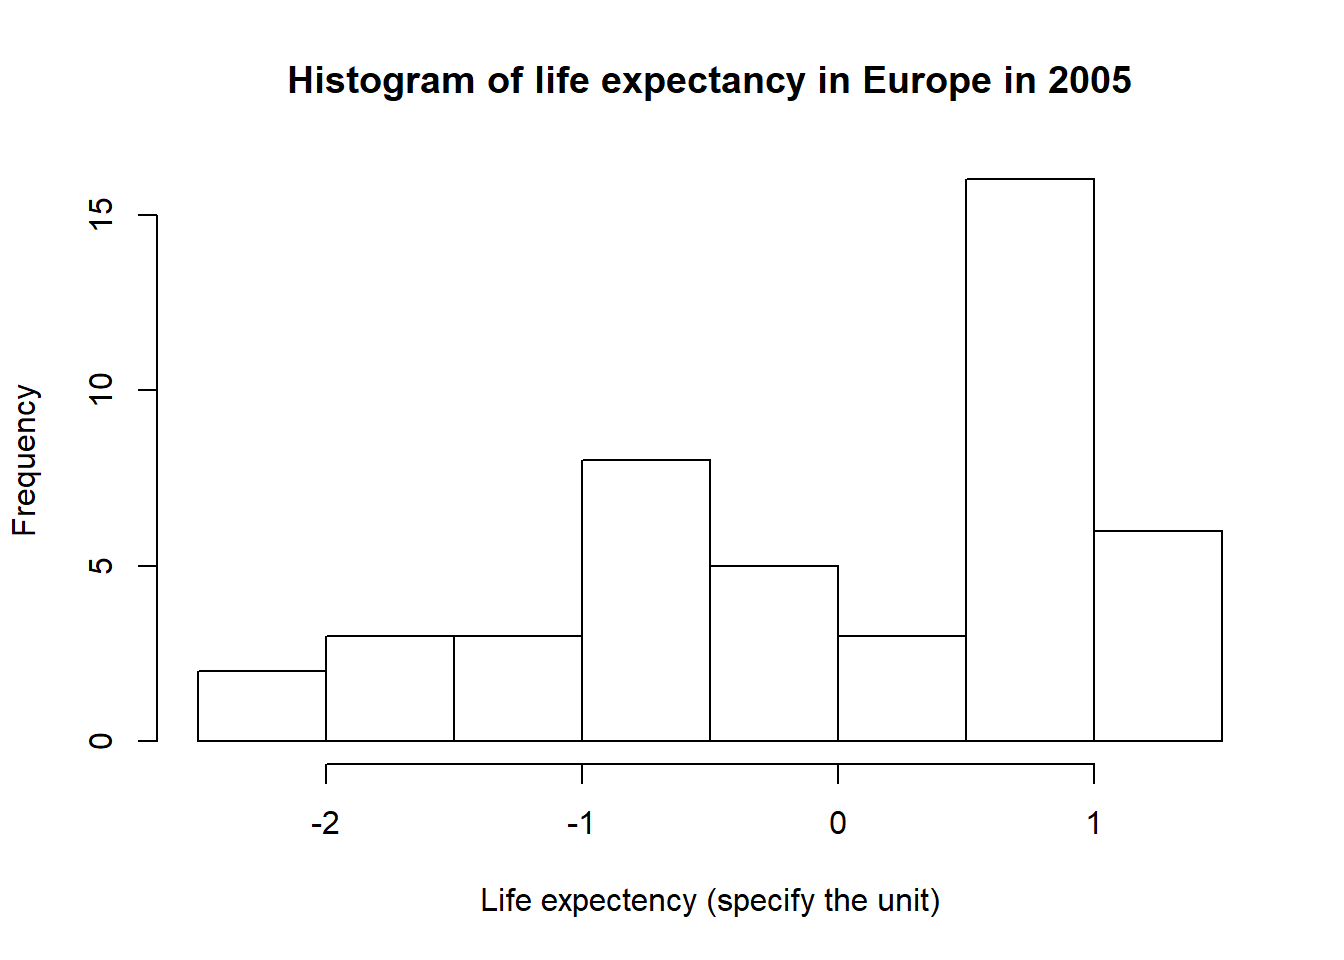 Histogram of life expectancy in Europe in 2005
15
10
5
0
Frequency
-2 -1 0 1
Life expectency (specify the unit)